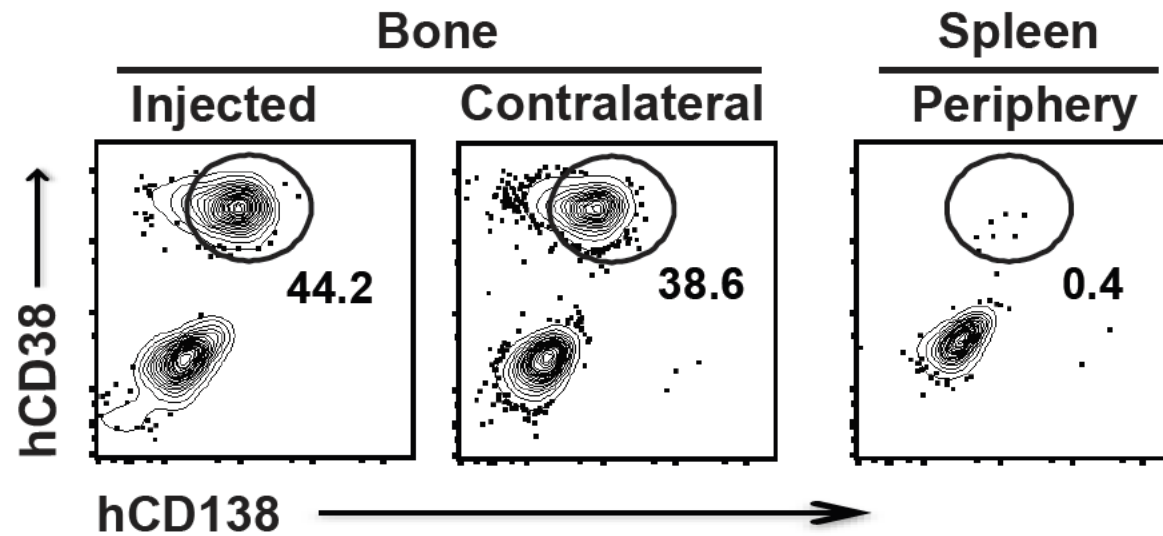 Bone
Spleen
Injected
Contralateral
Periphery
44.2
38.6
0.4
hCD38
hCD138